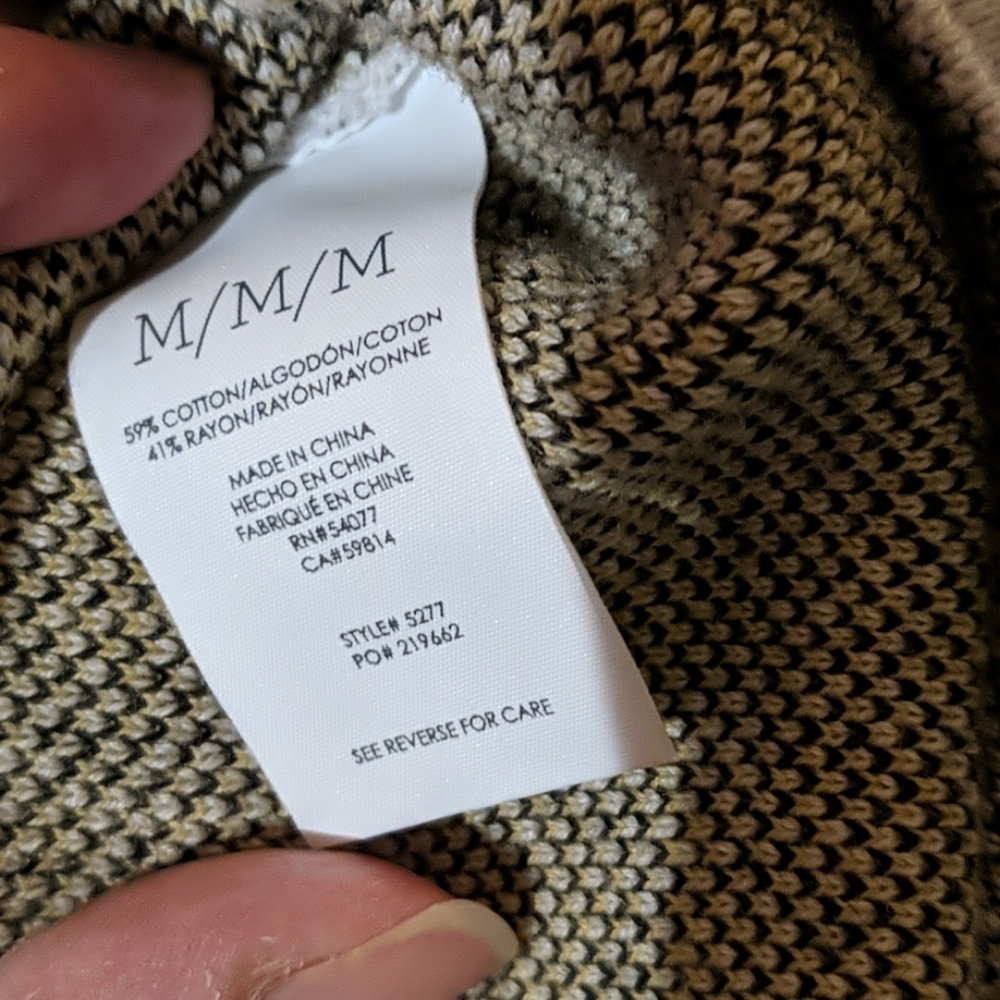 M/M/M
59% COTTON/ALGODÓN/COTON
41% RAYON/RAYÓN/RAYONNE
MADE IN CHINA
HECHO EN CHINA
FABRIQUÉ EN CHINE
RN#54077
CA#59814
STYLE# 5277
PO# 219662
SEE REVERSE FOR CARE